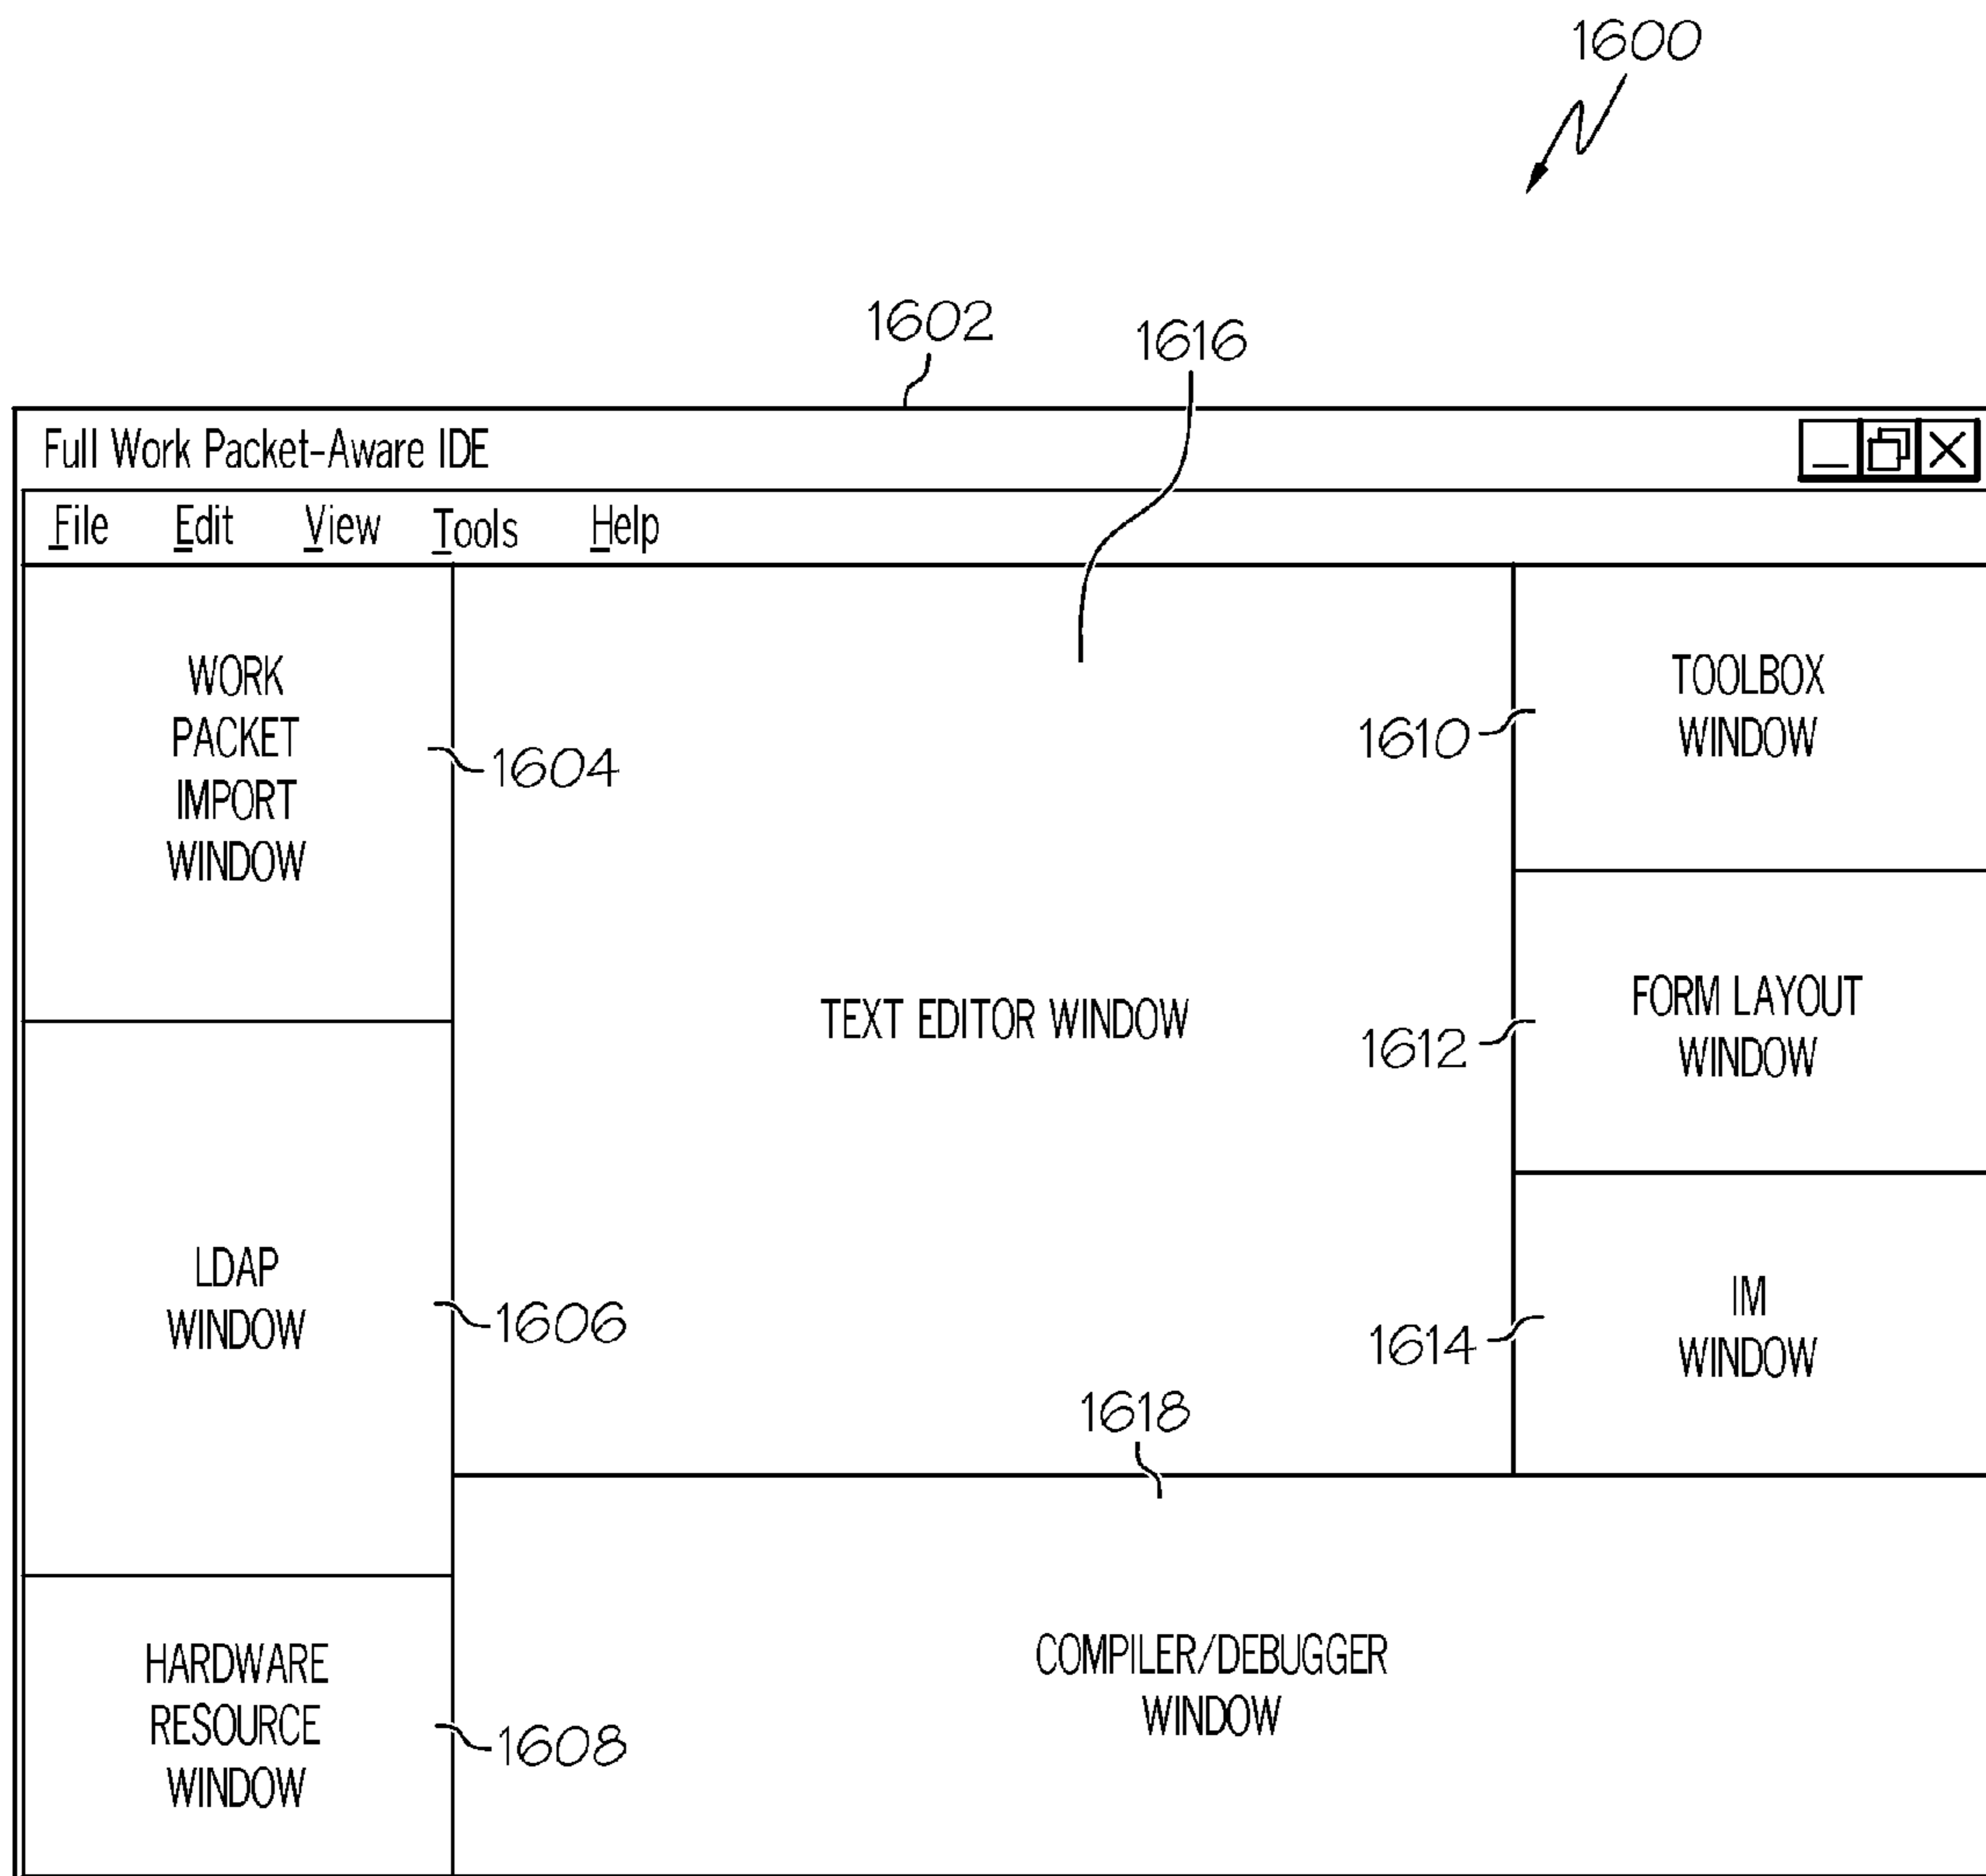 1600
1602
1616
Full Work Packet-Aware IDE
File Edit View Tools Help
WORK
PACKET
IMPORT
WINDOW
1604
LDAP
WINDOW
1606
HARDWARE
RESOURCE
WINDOW
1608
TEXT EDITOR WINDOW
1610
TOOLBOX
WINDOW
1612
FORM LAYOUT
WINDOW
1614
IM
WINDOW
1618
COMPILER/DEBUGGER
WINDOW